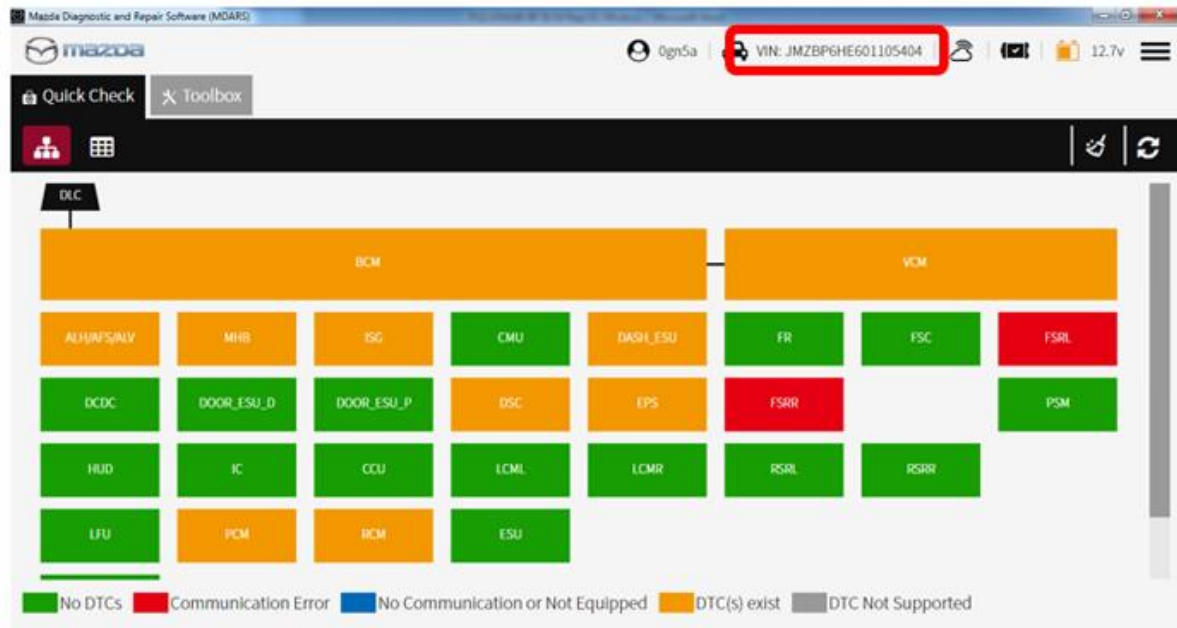 Mazda Diagnostic and Repair Software (MDARS)
mazda 0gn5a VIN: JMZBP6HE601105404 12.7v
Quick Check Toolbox
DLC
BCM VCM
ALH/AFS/ALV MHB ISG CMU DASH_ESU FR FSC FSRL
DCDC DOOR_ESU_D DOOR_ESU_P DSC EPS FSRR PSM
HUD IC CCU LCML LCMR RSRL RSRR
LFU PCM RCM ESU
No DTCs Communication Error No Communication or Not Equipped DTC(s) exist DTC Not Supported